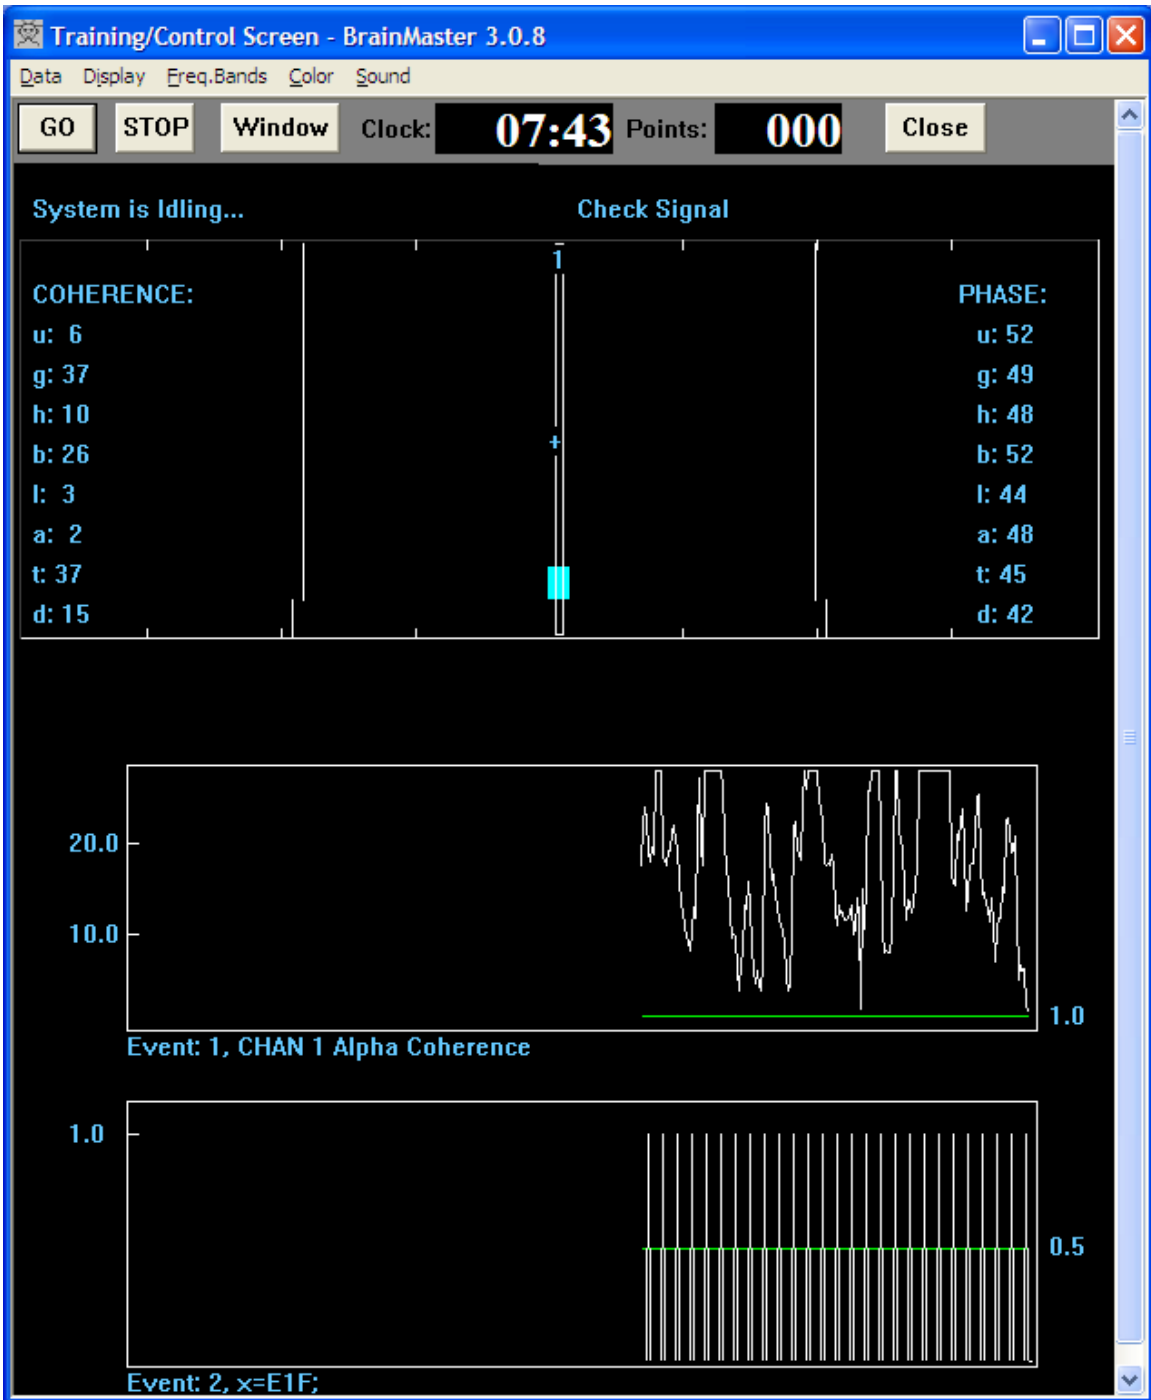 Training/Control Screen - BrainMaster 3.0.8
Data Display Freq.Bands Color Sound
GO STOP Window Clock: 07:43 Points: 000 Close
System is Idling... Check Signal
1
COHERENCE: PHASE:
u: 6 u: 52
g: 37 g: 49
h: 10 h: 48
b: 26 + b: 52
l: 3 l: 44
a: 2 a: 48
t: 37 t: 45
d: 15 d: 42
20.0
10.0
1.0
Event: 1, CHAN 1 Alpha Coherence
1.0
0.5
Event: 2, x=E1F;